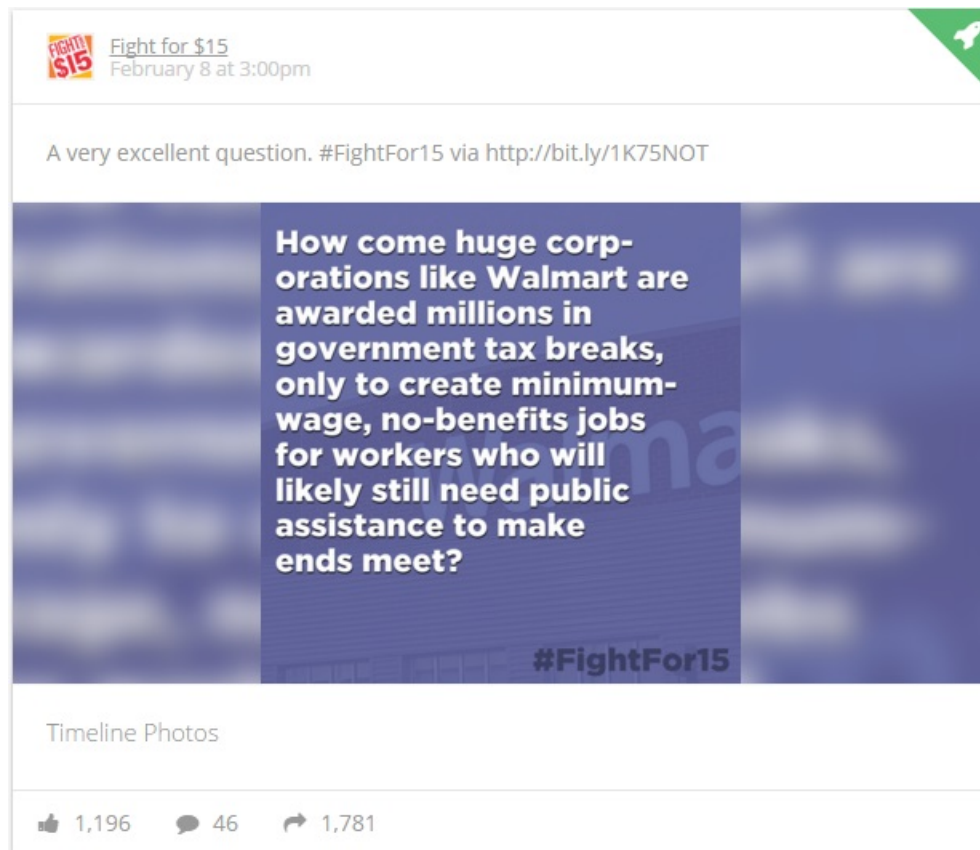 FIGHT
$15
Fight for $15
February 8 at 3:00pm
A very excellent question. #FightFor15 via http://bit.ly/1K75NOT
How come huge corp-
orations like Walmart are
awarded millions in
government tax breaks,
only to create minimum-
wage, no-benefits jobs
for workers who will
likely still need public
assistance to make
ends meet?
Walma
#FightFor15
Timeline Photos
1,196 46 1,781